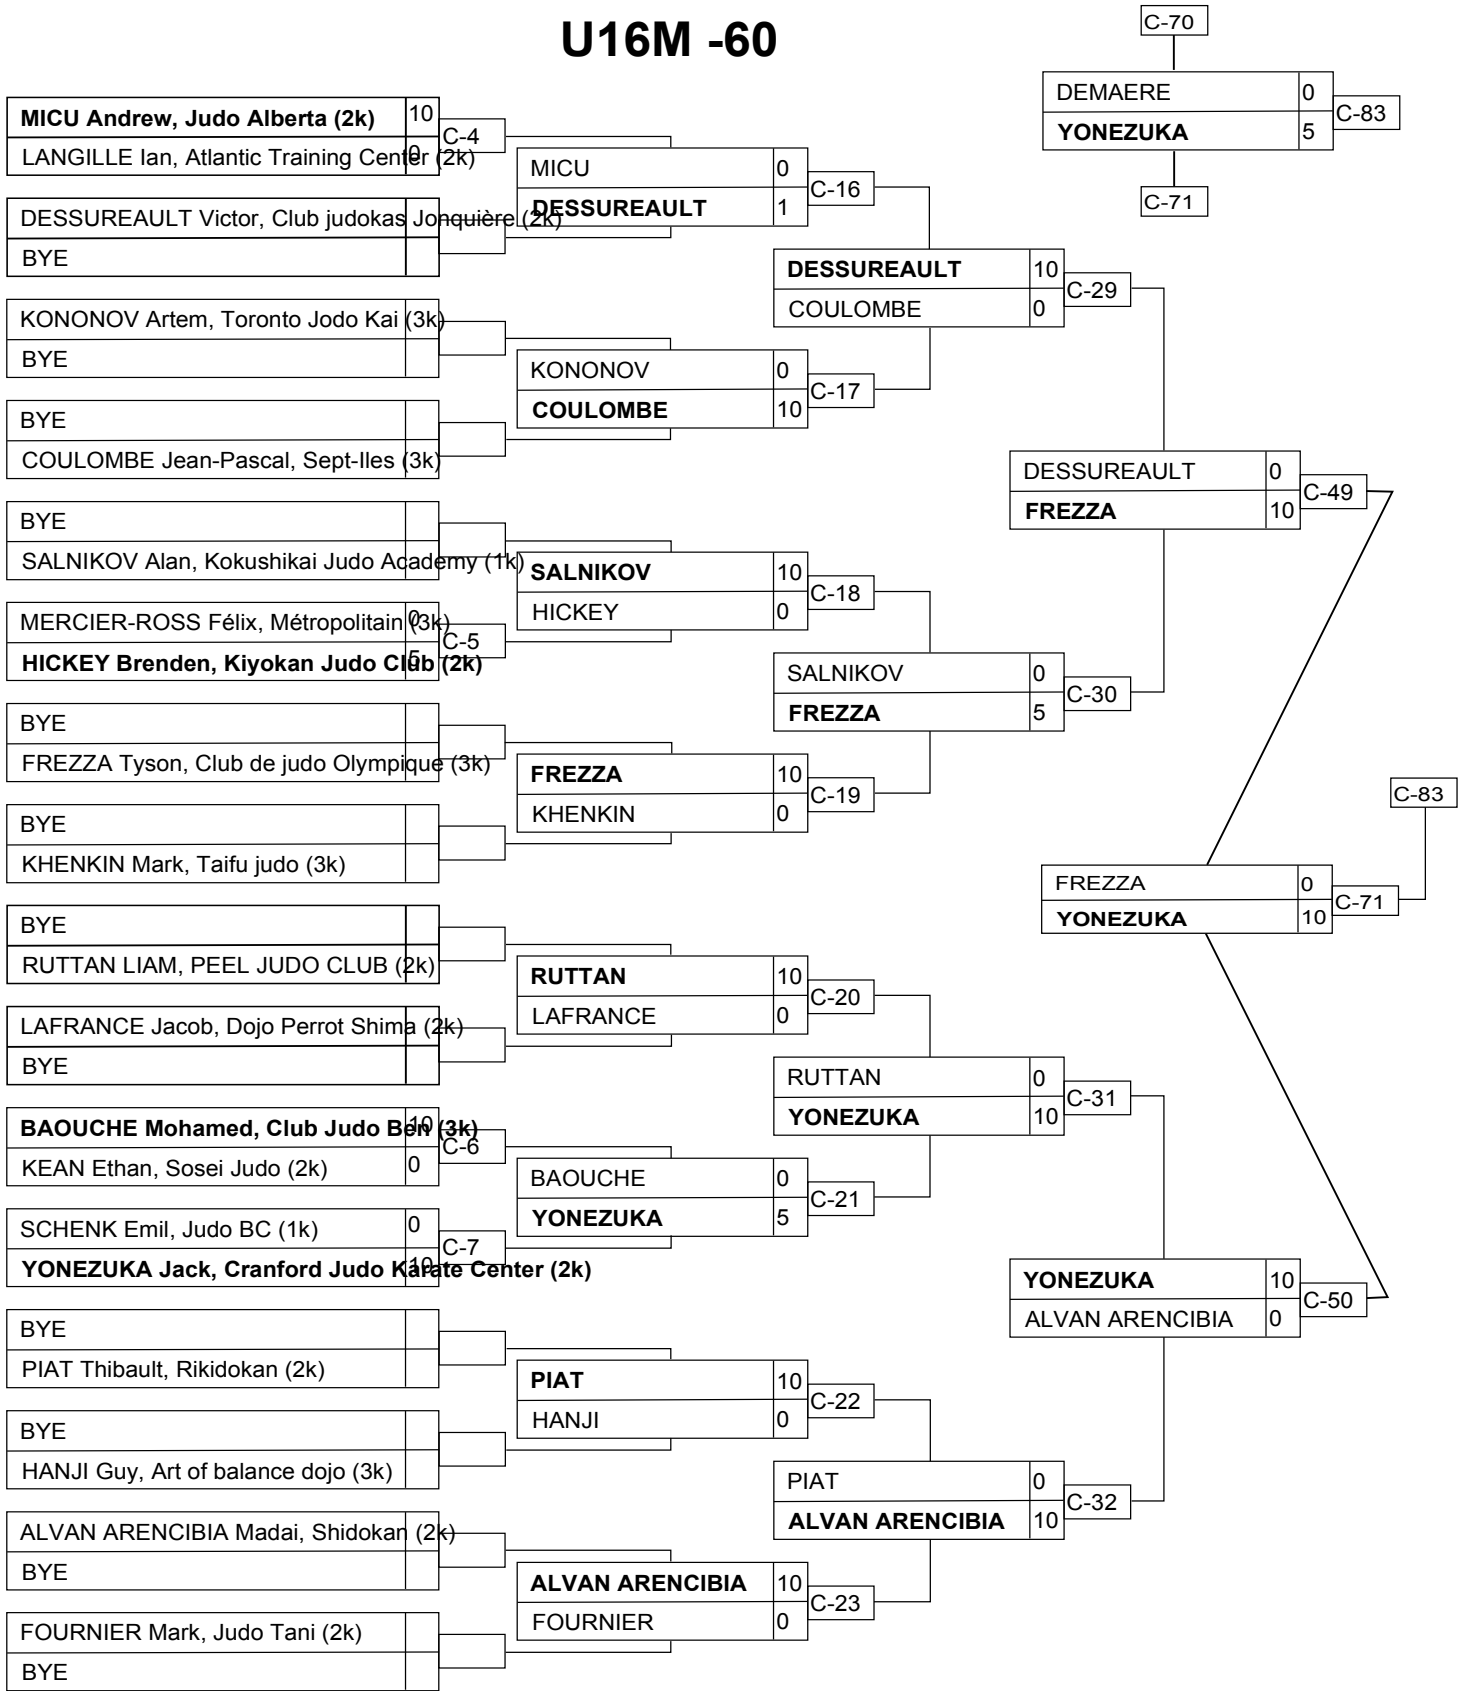 U16M -60
C-70
DEMAERE 0
YONEZUKA 5
C-83
C-71
MICU Andrew, Judo Alberta (2k) 10
LANGILLE Ian, Atlantic Training Center (2k) 0
C-4
DESSUREAULT Victor, Club judokas Jonquière (2k)
BYE
KONONOV Artem, Toronto Jodo Kai (3k)
BYE
BYE
COULOMBE Jean-Pascal, Sept-Iles (3k)
BYE
SALNIKOV Alan, Kokushikai Judo Academy (1k)
MERCIER-ROSS Félix, Métropolitain (3k) 0
HICKEY Brenden, Kiyokan Judo Club (2k) 5
C-5
BYE
FREZZA Tyson, Club de judo Olympique (3k)
BYE
KHENKIN Mark, Taifu judo (3k)
BYE
RUTTAN LIAM, PEEL JUDO CLUB (2k)
LAFRANCE Jacob, Dojo Perrot Shima (2k)
BYE
BAOUCHE Mohamed, Club Judo Ben (3k) 10
KEAN Ethan, Sosei Judo (2k) 0
C-6
SCHENK Emil, Judo BC (1k) 0
YONEZUKA Jack, Cranford Judo Karate Center (2k) 10
C-7
BYE
PIAT Thibault, Rikidokan (2k)
BYE
HANJI Guy, Art of balance dojo (3k)
ALVAN ARENCIBIA Madai, Shidokan (2k)
BYE
FOURNIER Mark, Judo Tani (2k)
BYE
MICU 0
DESSUREAULT 1
C-16
KONONOV 0
COULOMBE 10
C-17
SALNIKOV 10
HICKEY 0
C-18
FREZZA 10
KHENKIN 0
C-19
RUTTAN 10
LAFRANCE 0
C-20
BAOUCHE 0
YONEZUKA 5
C-21
PIAT 10
HANJI 0
C-22
ALVAN ARENCIBIA 10
FOURNIER 0
C-23
DESSUREAULT 10
COULOMBE 0
C-29
SALNIKOV 0
FREZZA 5
C-30
RUTTAN 0
YONEZUKA 10
C-31
PIAT 0
ALVAN ARENCIBIA 10
C-32
DESSUREAULT 0
FREZZA 10
C-49
YONEZUKA 10
ALVAN ARENCIBIA 0
C-50
C-83
FREZZA 0
YONEZUKA 10
C-71